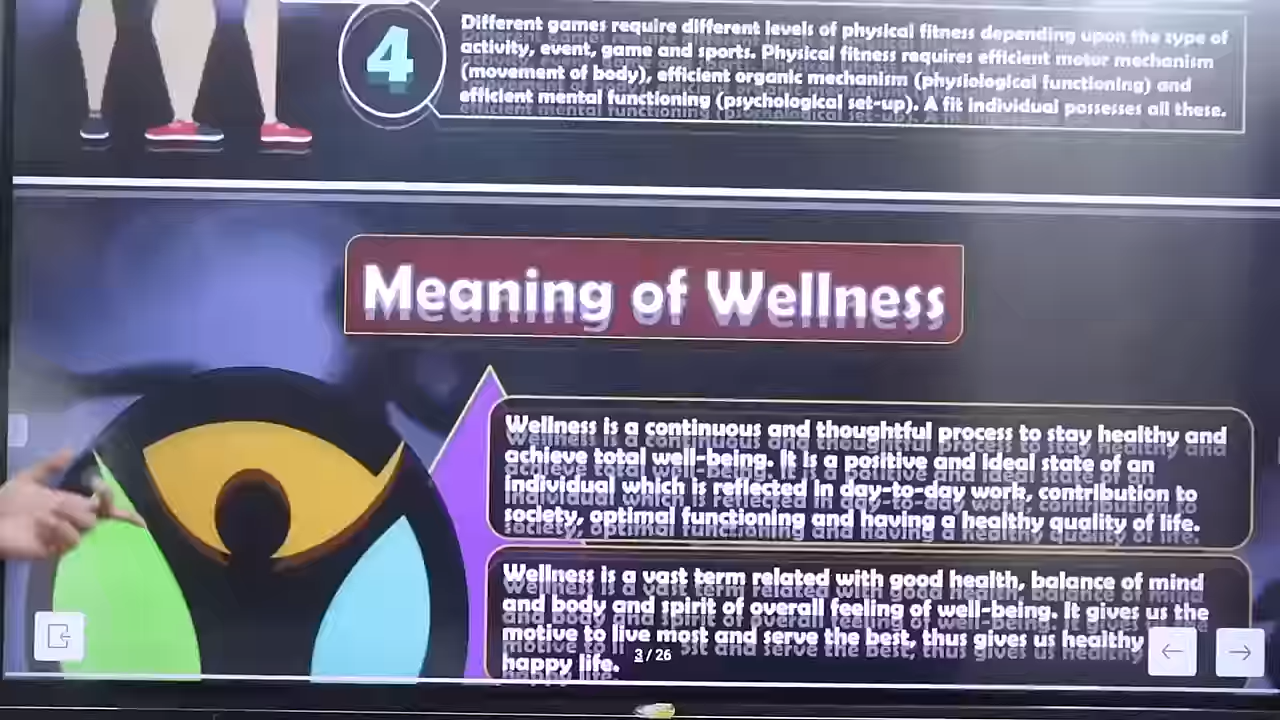 4
Different games require different levels of physical fitness depending upon the type of
activity, event, game and sports. Physical fitness requires efficient motor mechanism
(movement of body), efficient organic mechanism (physiological functioning) and
efficient mental functioning (psychological set-up). A fit individual possesses all these.
Meaning of Wellness
Wellness is a continuous and thoughtful process to stay healthy and
achieve total well-being. It is a positive and ideal state of an
individual which is reflected in day-to-day work, contribution to
society, optimal functioning and having a healthy quality of life.
Wellness is a vast term related with good health, balance of mind
and body and spirit of overall feeling of well-being. It gives us the
motive to live most and serve the best, thus gives us healthy
happy life.
3 / 26